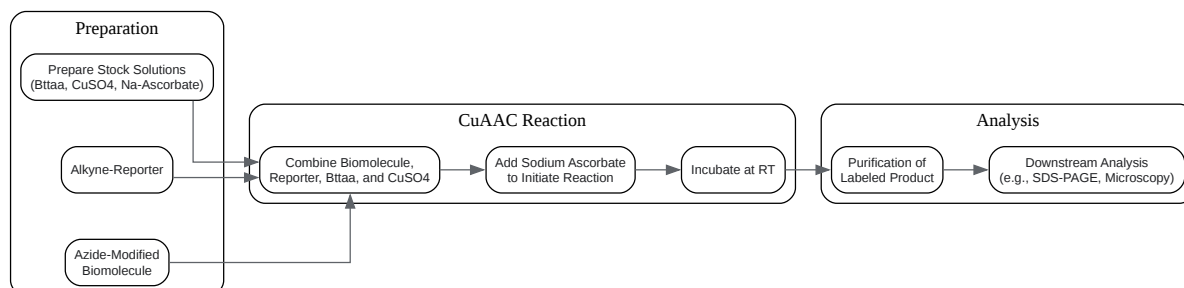 Preparation
Prepare Stock Solutions
(Bttaa, CuSO4, Na-Ascorbate)
Alkyne-Reporter
Azide-Modified
Biomolecule
CuAAC Reaction
Combine Biomolecule,
Reporter, Bttaa, and CuSO4
Add Sodium Ascorbate
to Initiate Reaction
Incubate at RT
Analysis
Purification of
Labeled Product
Downstream Analysis
(e.g., SDS-PAGE, Microscopy)